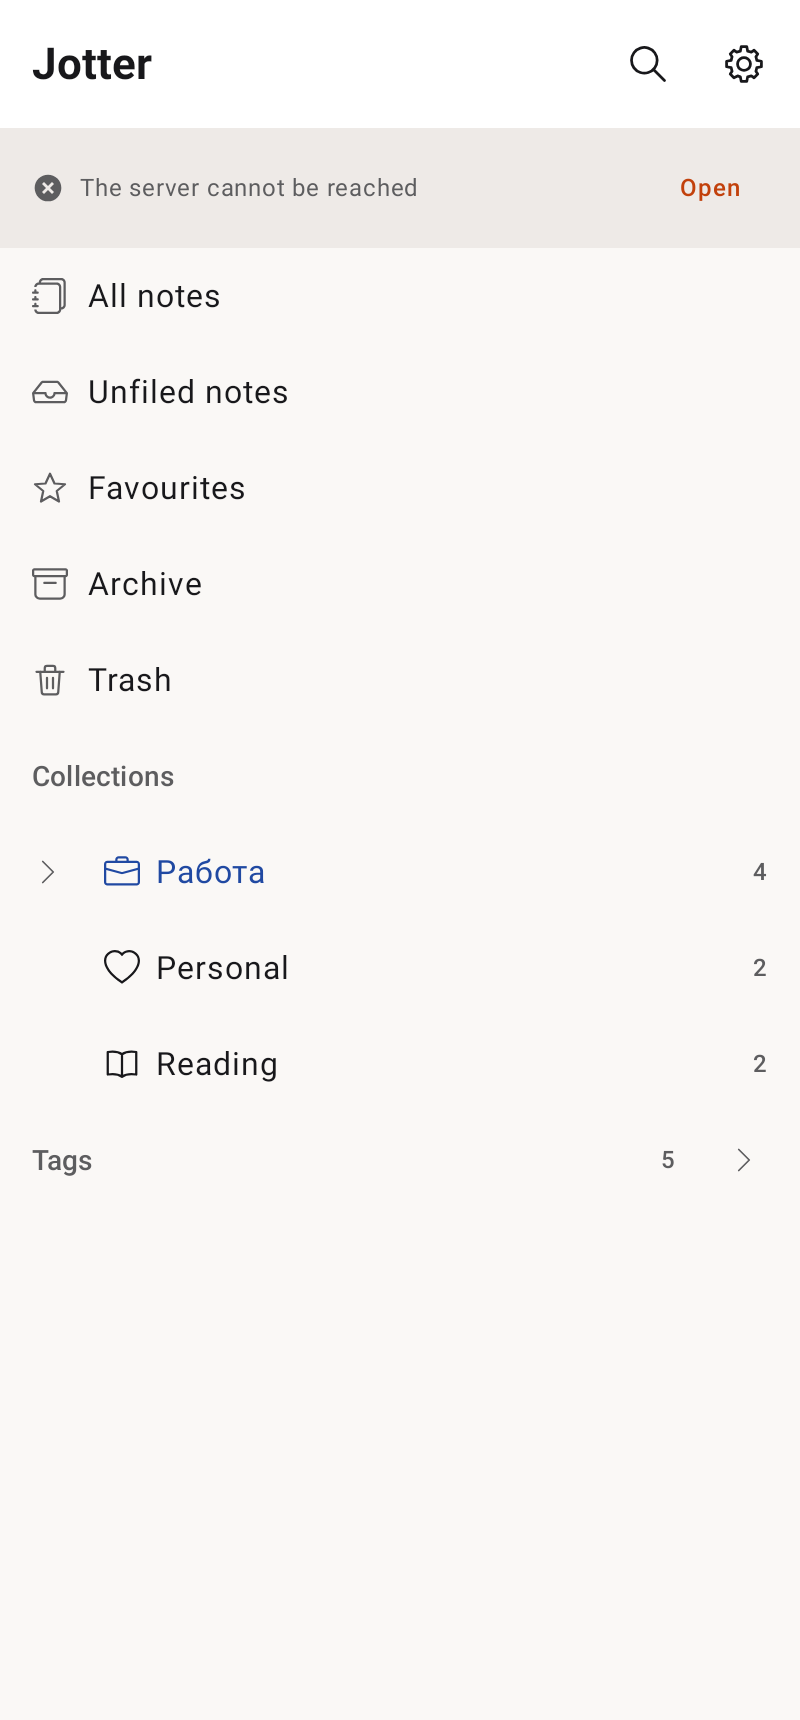 Jotter
The server cannot be reached Open
All notes
Unfiled notes
Favourites
Archive
Trash
Collections
Работа 4
Personal 2
Reading 2
Tags 5